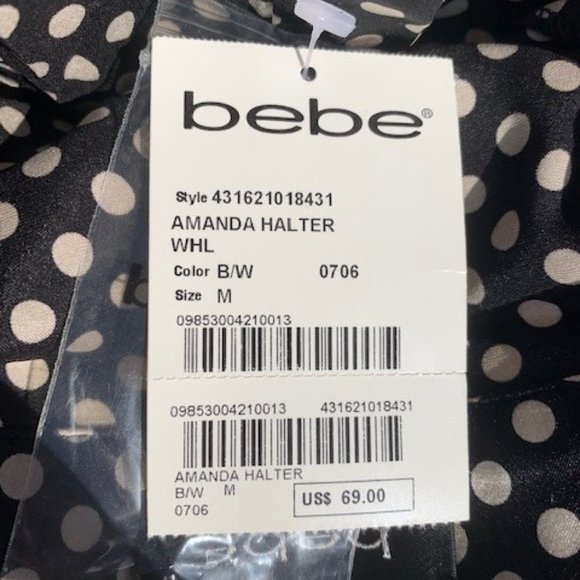 bebe®
Style 431621018431
AMANDA HALTER
WHL
Color B/W 0706
Size M
09853004210013
09853004210013 431621018431
AMANDA HALTER
B/W M
0706
US$ 69.00